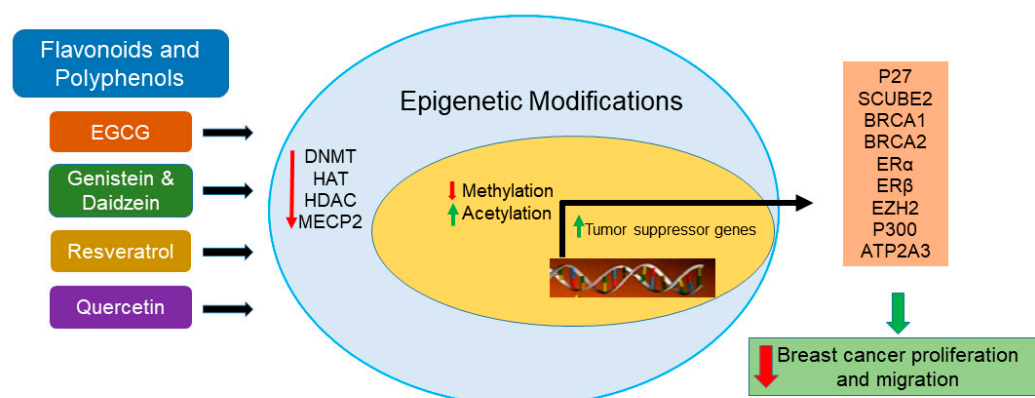 Flavonoids and
Polyphenols
EGCG
Genistein &
Daidzein
Resveratrol
Quercetin
Epigenetic Modifications
DNMT
HAT
HDAC
MECP2
Methylation
Acetylation
Tumor suppressor genes
P27
SCUBE2
BRCA1
BRCA2
ERα
ERβ
EZH2
P300
ATP2A3
Breast cancer proliferation
and migration